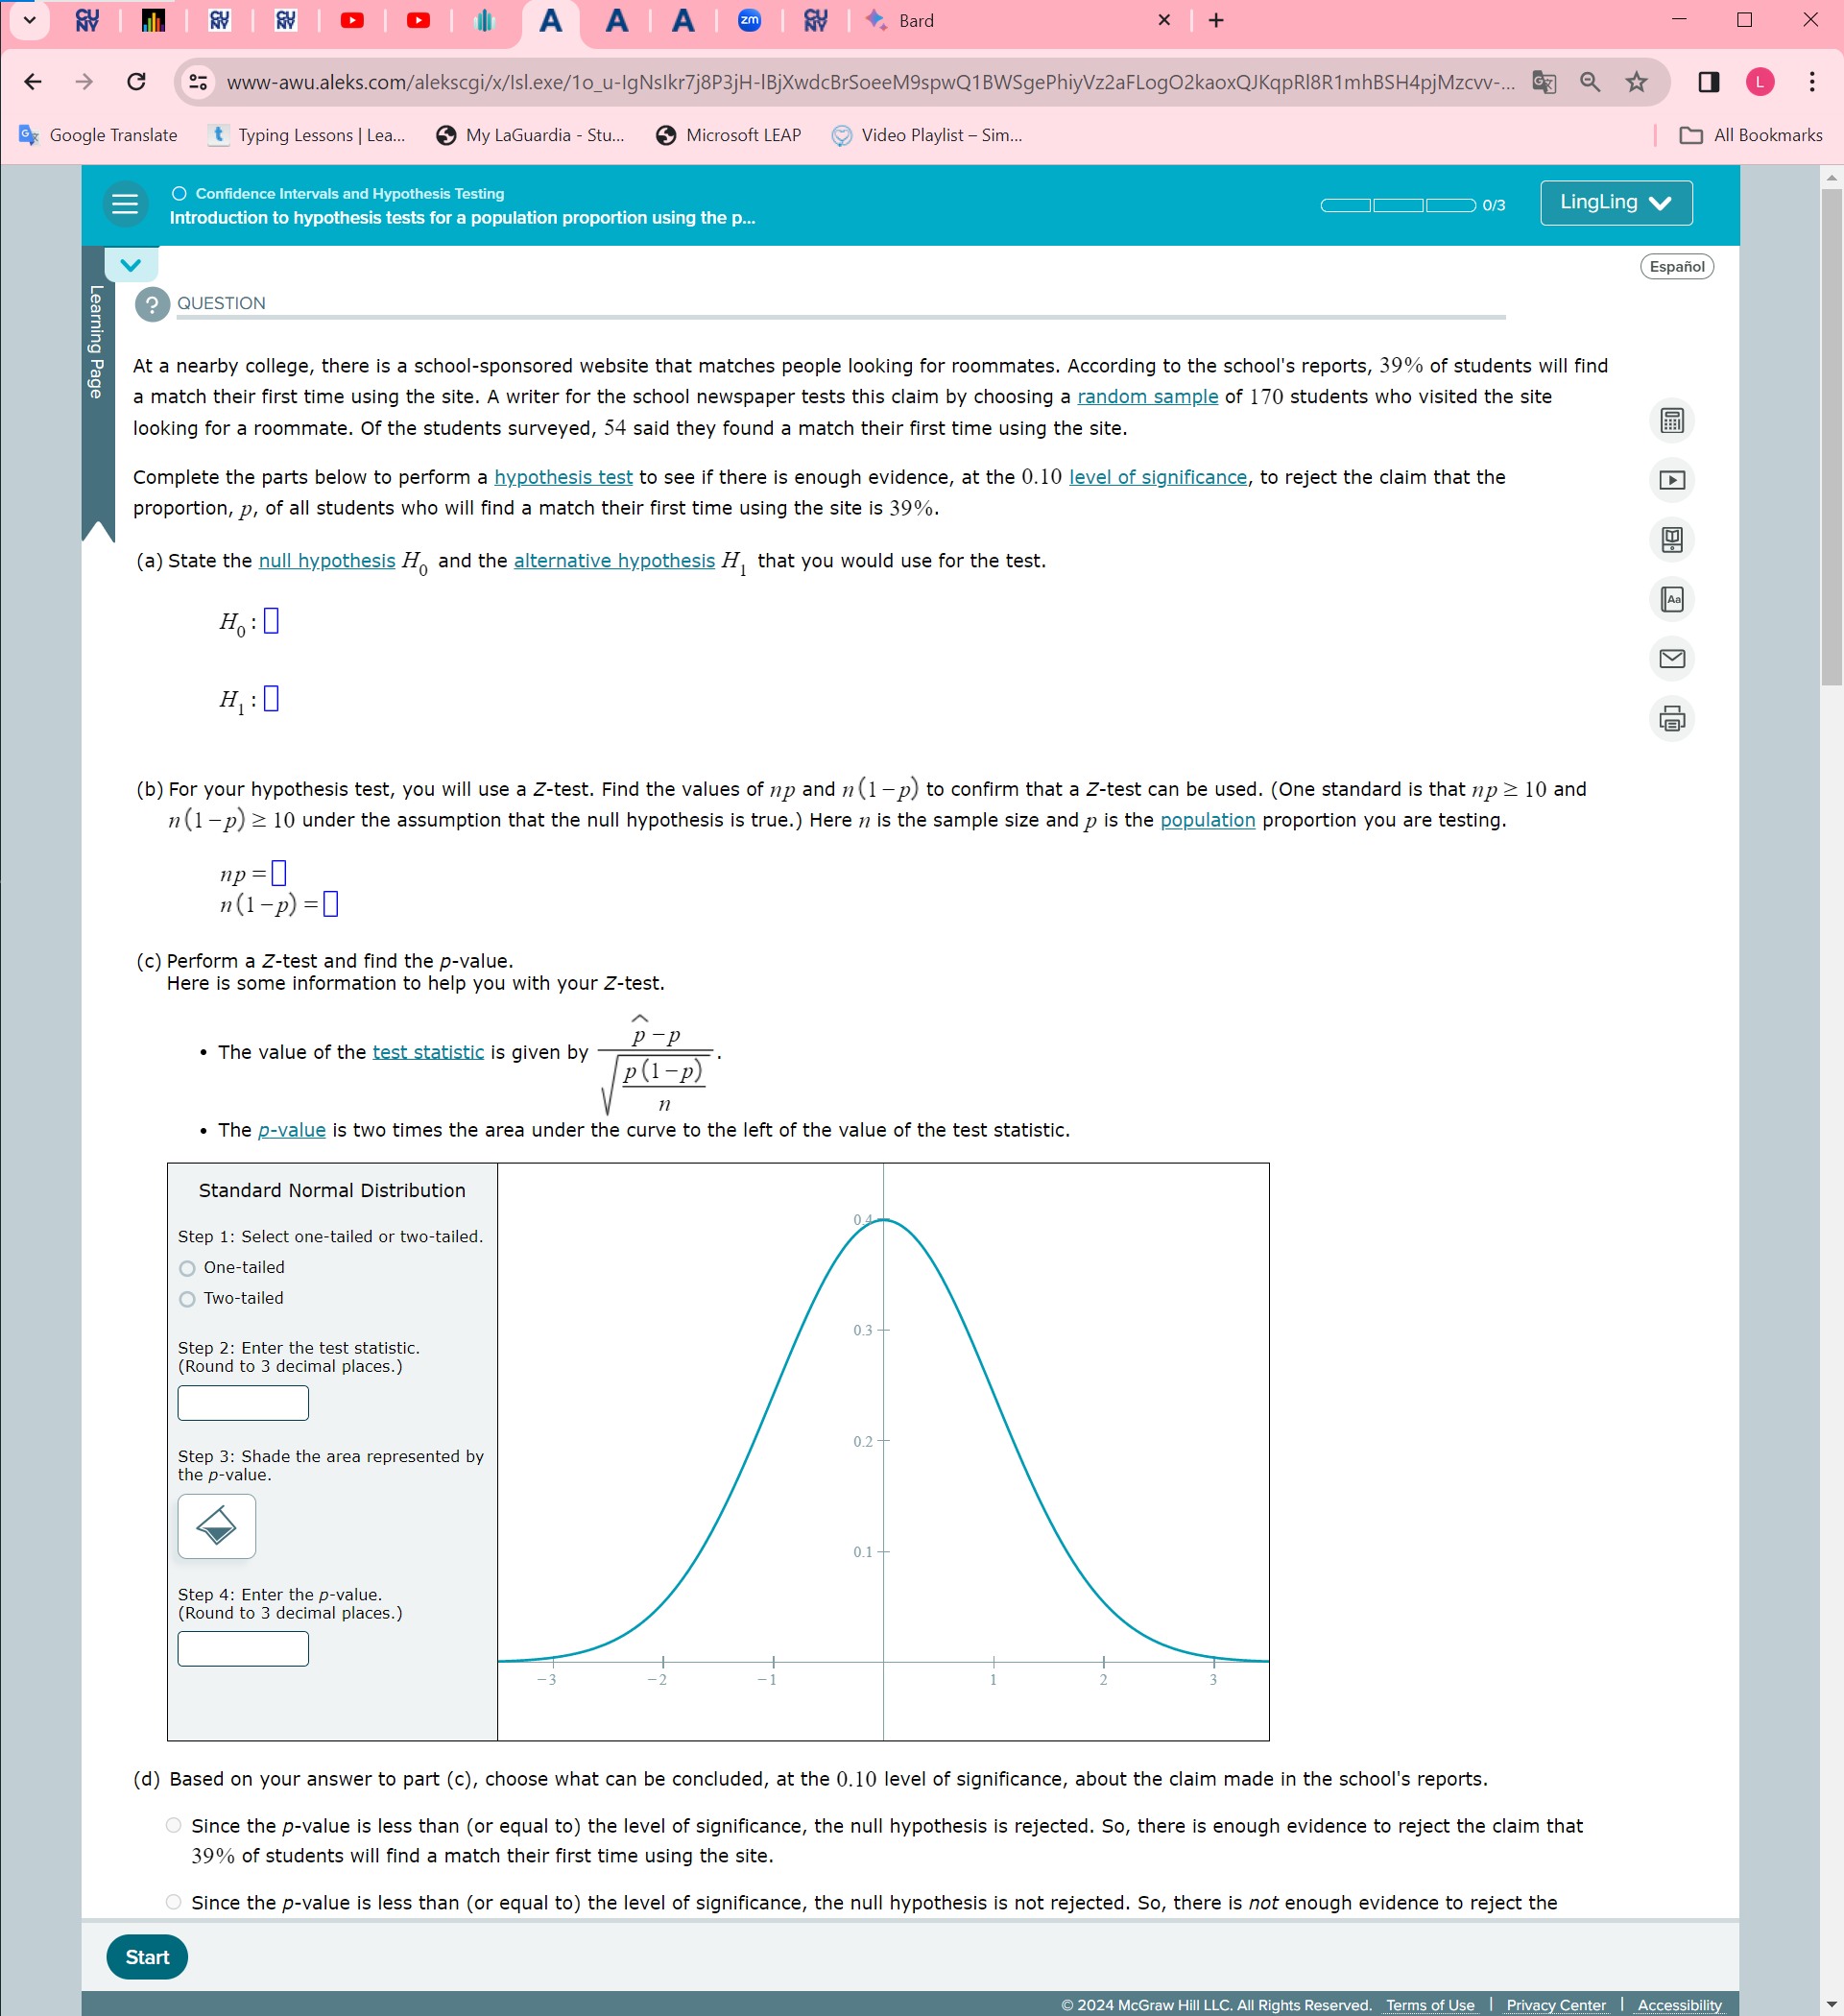 CU NY
CU NY
CU NY
A
A
A
zm
CU NY
Bard
www-awu.aleks.com/alekscgi/x/Isl.exe/1o_u-IgNsIkr7j8P3jH-IBjXwdcBrSoeeM9spwQ1BWSgePhiyVz2aFLogO2kaoxQJKqpRl8R1mhBSH4pjMzcvv-...
L
Google Translate
t Typing Lessons | Lea...
My LaGuardia - Stu...
Microsoft LEAP
Video Playlist – Sim...
All Bookmarks
Confidence Intervals and Hypothesis Testing
Introduction to hypothesis tests for a population proportion using the p...
0/3
LingLing
Español
Learning Page
? QUESTION
At a nearby college, there is a school-sponsored website that matches people looking for roommates. According to the school's reports, 39% of students will find
a match their first time using the site. A writer for the school newspaper tests this claim by choosing a random sample of 170 students who visited the site
looking for a roommate. Of the students surveyed, 54 said they found a match their first time using the site.
Complete the parts below to perform a hypothesis test to see if there is enough evidence, at the 0.10 level of significance, to reject the claim that the
proportion, p, of all students who will find a match their first time using the site is 39%.
(a) State the null hypothesis H₀ and the alternative hypothesis H₁ that you would use for the test.
H₀ :
H₁ :
Aa
(b) For your hypothesis test, you will use a Z-test. Find the values of np and n(1−p) to confirm that a Z-test can be used. (One standard is that np ≥ 10 and
n(1−p) ≥ 10 under the assumption that the null hypothesis is true.) Here n is the sample size and p is the population proportion you are testing.
np =
n(1−p) =
(c) Perform a Z-test and find the p-value.
Here is some information to help you with your Z-test.
• The value of the test statistic is given by (p̂ − p) / √(p(1−p) / n).
• The p-value is two times the area under the curve to the left of the value of the test statistic.
Standard Normal Distribution
Step 1: Select one-tailed or two-tailed.
One-tailed
Two-tailed
Step 2: Enter the test statistic.
(Round to 3 decimal places.)
Step 3: Shade the area represented by
the p-value.
Step 4: Enter the p-value.
(Round to 3 decimal places.)
0.4
0.3
0.2
0.1
−3 −2 −1 1 2 3
(d) Based on your answer to part (c), choose what can be concluded, at the 0.10 level of significance, about the claim made in the school's reports.
Since the p-value is less than (or equal to) the level of significance, the null hypothesis is rejected. So, there is enough evidence to reject the claim that
39% of students will find a match their first time using the site.
Since the p-value is less than (or equal to) the level of significance, the null hypothesis is not rejected. So, there is not enough evidence to reject the
Start
© 2024 McGraw Hill LLC. All Rights Reserved. Terms of Use | Privacy Center | Accessibility